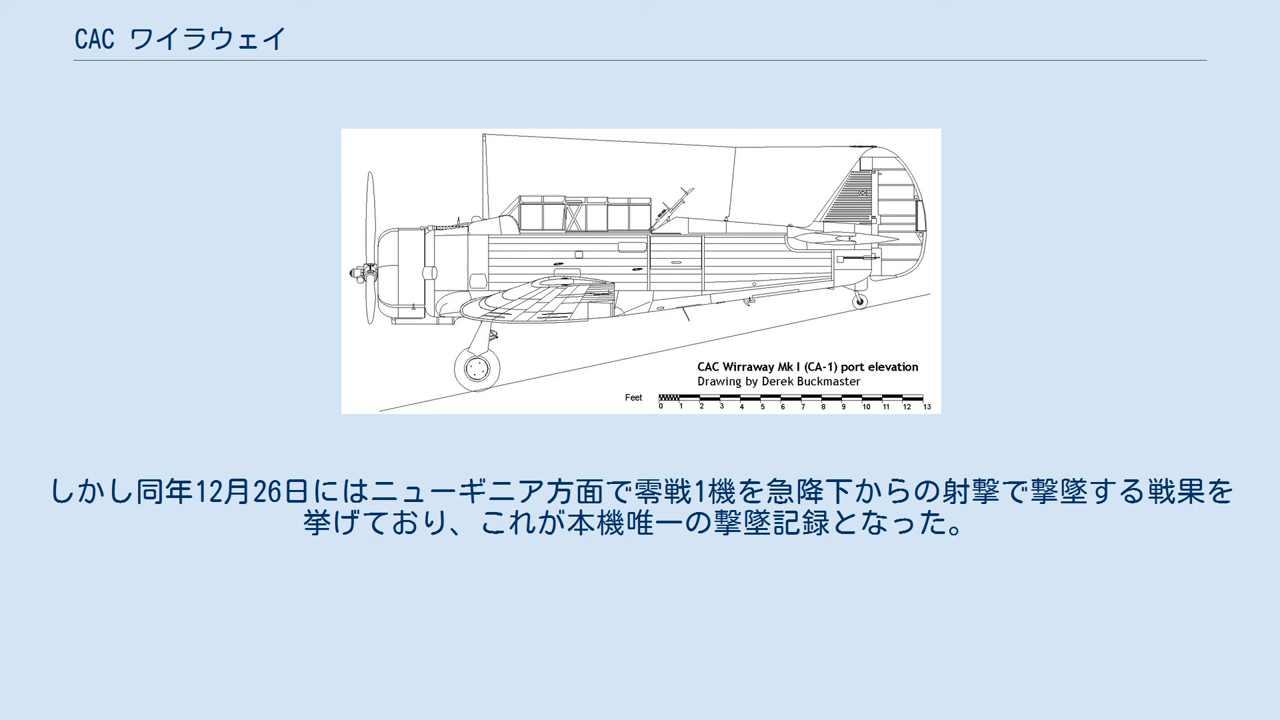 CAC ワイラウェイ
CAC Wirraway Mk I (CA-1) port elevation
Drawing by Derek Buckmaster
Feet 0 1 2 3 4 5 6 7 8 9 10 11 12 13
しかし同年12月26日にはニューギニア方面で零戦1機を急降下からの射撃で撃墜する戦果を
挙げており、これが本機唯一の撃墜記録となった。